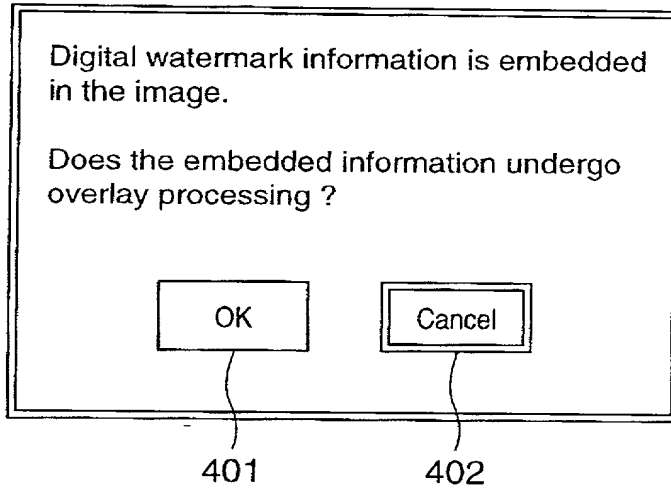 Digital watermark information is embedded
in the image.
Does the embedded information undergo
overlay processing ?
OK
Cancel
401
402